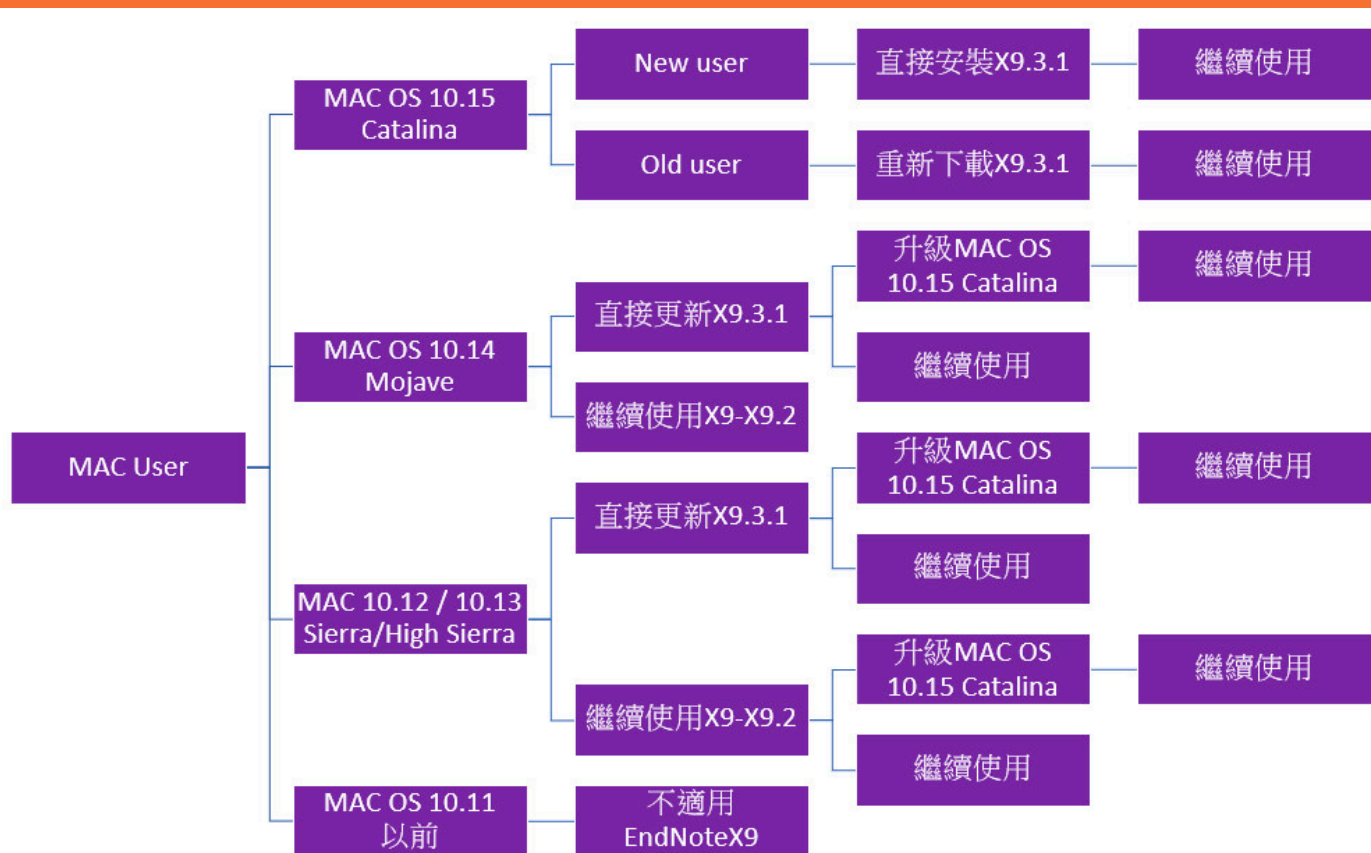 MAC User
MAC OS 10.15
Catalina
New user
直接安裝X9.3.1
繼續使用
Old user
重新下載X9.3.1
繼續使用
MAC OS 10.14
Mojave
直接更新X9.3.1
升級MAC OS
10.15 Catalina
繼續使用
繼續使用
繼續使用X9-X9.2
MAC 10.12 / 10.13
Sierra/High Sierra
直接更新X9.3.1
升級MAC OS
10.15 Catalina
繼續使用
繼續使用
繼續使用X9-X9.2
升級MAC OS
10.15 Catalina
繼續使用
繼續使用
MAC OS 10.11
以前
不適用
EndNoteX9